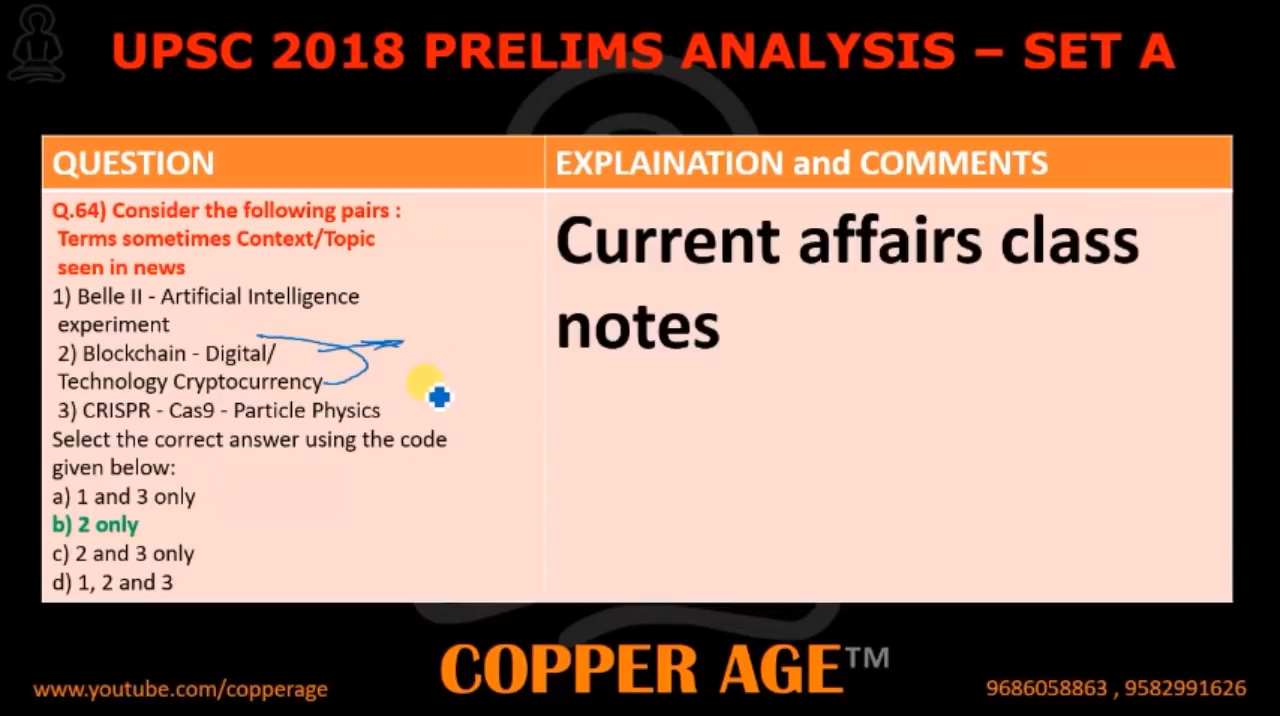 UPSC 2018 PRELIMS ANALYSIS – SET A
QUESTION
Q.64) Consider the following pairs :
Terms sometimes Context/Topic
seen in news
1) Belle II - Artificial Intelligence
experiment
2) Blockchain - Digital/
Technology Cryptocurrency
3) CRISPR - Cas9 - Particle Physics
Select the correct answer using the code
given below:
a) 1 and 3 only
b) 2 only
c) 2 and 3 only
d) 1, 2 and 3
EXPLAINATION and COMMENTS
Current affairs class
notes
COPPER AGE™
www.youtube.com/copperage
9686058863 , 9582991626